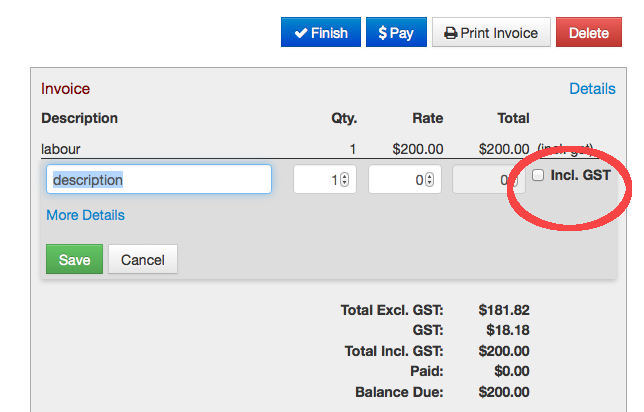 Finish $ Pay Print Invoice Delete
Invoice Details
Description Qty. Rate Total
labour 1 $200.00 $200.00 (incl. gst)
description 1 0 0 Incl. GST
More Details
Save Cancel
Total Excl. GST: $181.82
GST: $18.18
Total Incl. GST: $200.00
Paid: $0.00
Balance Due: $200.00